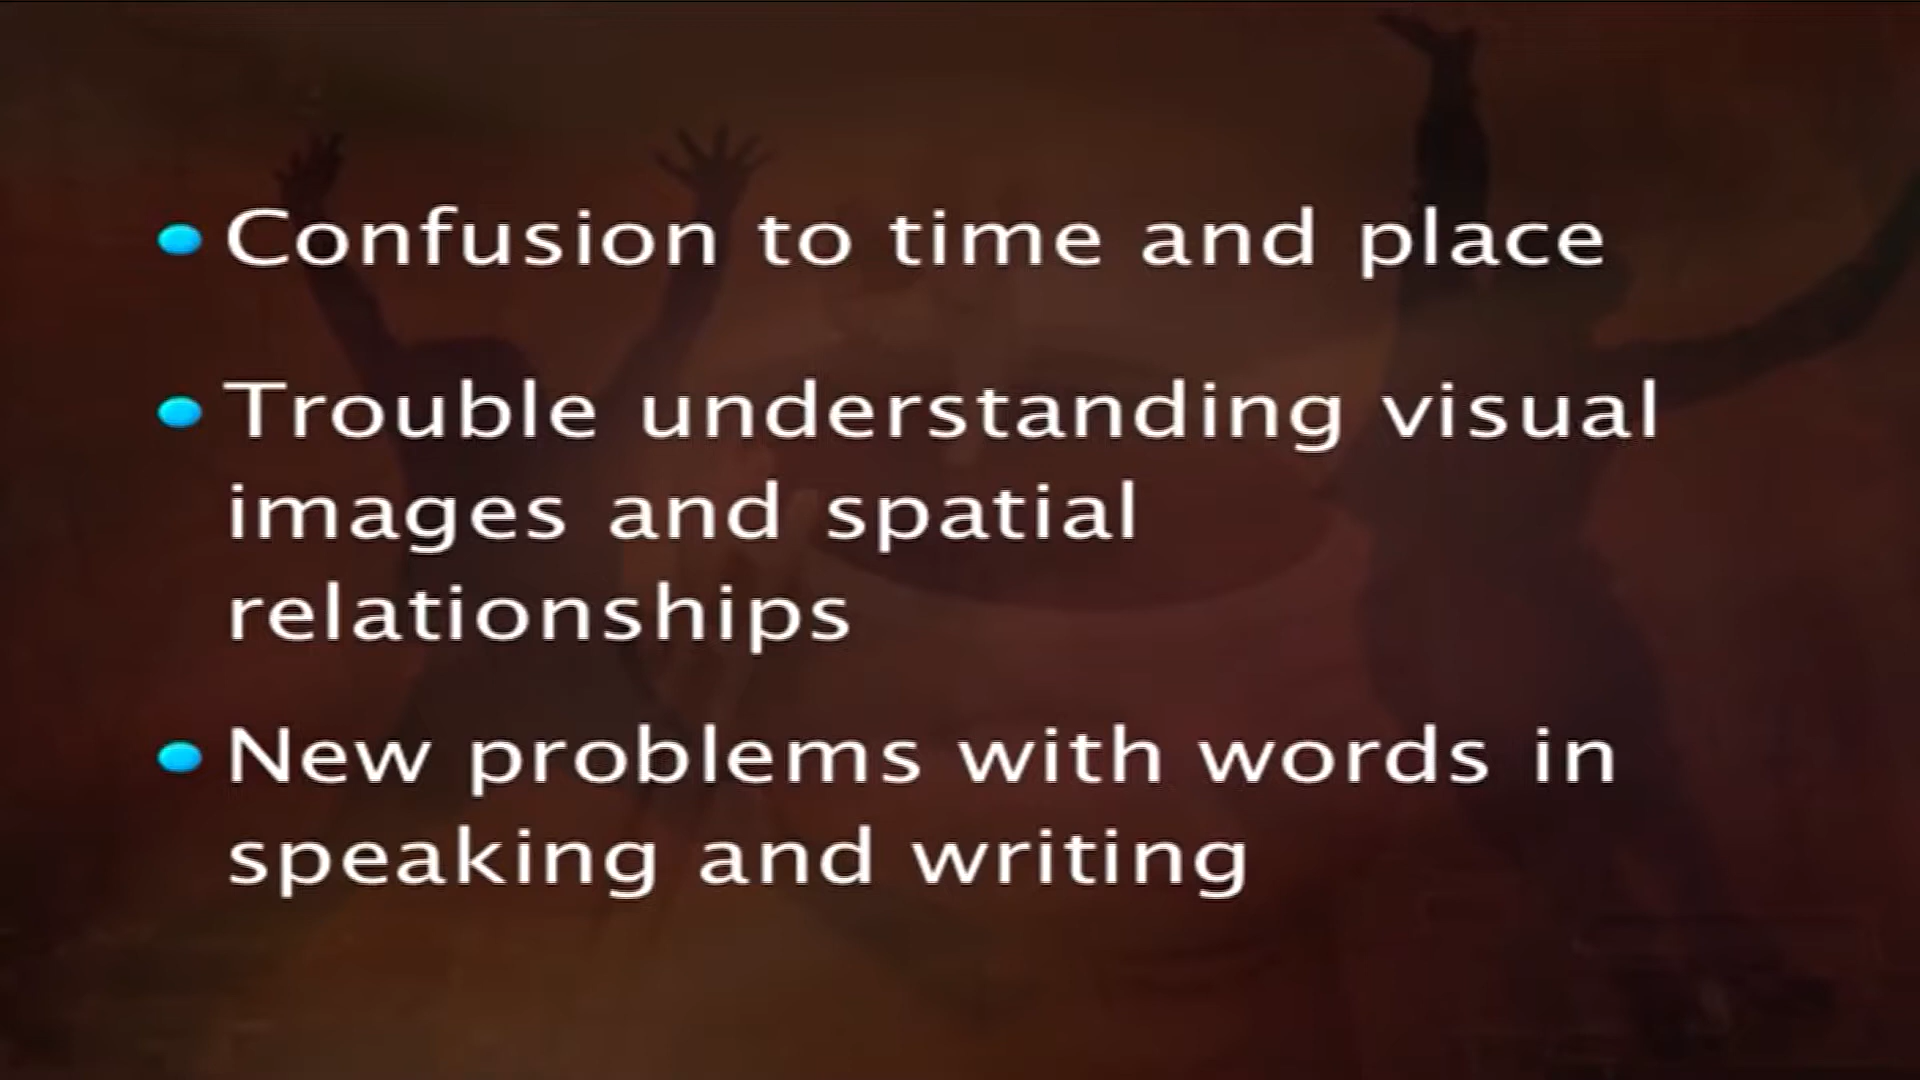 Confusion to time and place
Trouble understanding visual
images and spatial
relationships
New problems with words in
speaking and writing